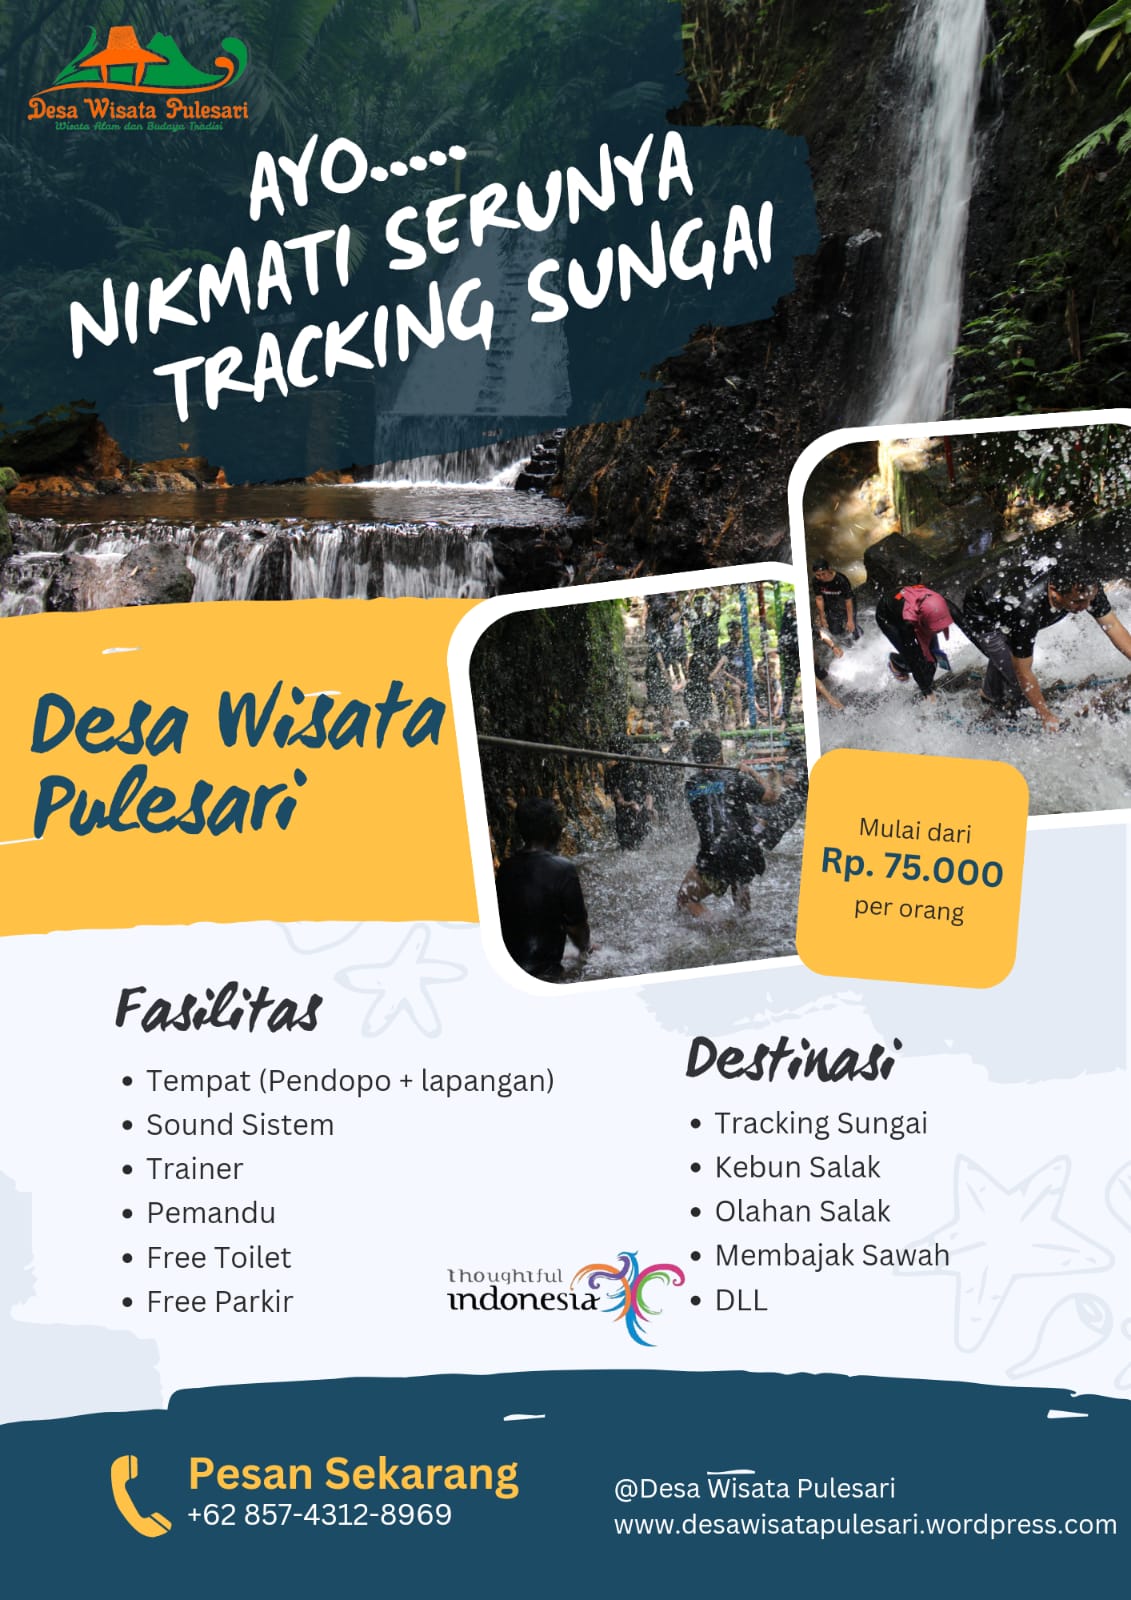 Desa Wisata Pulesari
Wisata Alam dan Budaya Tradisi
AYO.....
NIKMATI SERUNYA
TRACKING SUNGAI
Desa Wisata
Pulesari
Mulai dari
Rp. 75.000
per orang
Fasilitas
• Tempat (Pendopo + lapangan)
• Sound Sistem
• Trainer
• Pemandu
• Free Toilet
• Free Parkir
Destinasi
• Tracking Sungai
• Kebun Salak
• Olahan Salak
• Membajak Sawah
• DLL
thoughtful
indonesia
Pesan Sekarang
+62 857-4312-8969
@Desa Wisata Pulesari
www.desawisatapulesari.wordpress.com